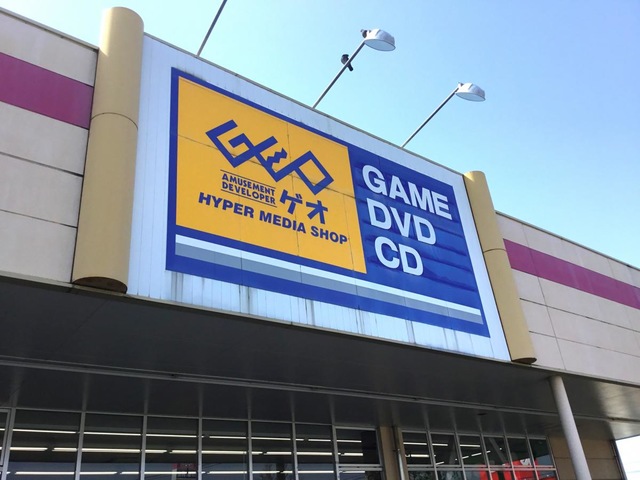 GEO
AMUSEMENT
DEVELOPER
ゲオ
HYPER MEDIA SHOP
GAME
DVD
CD